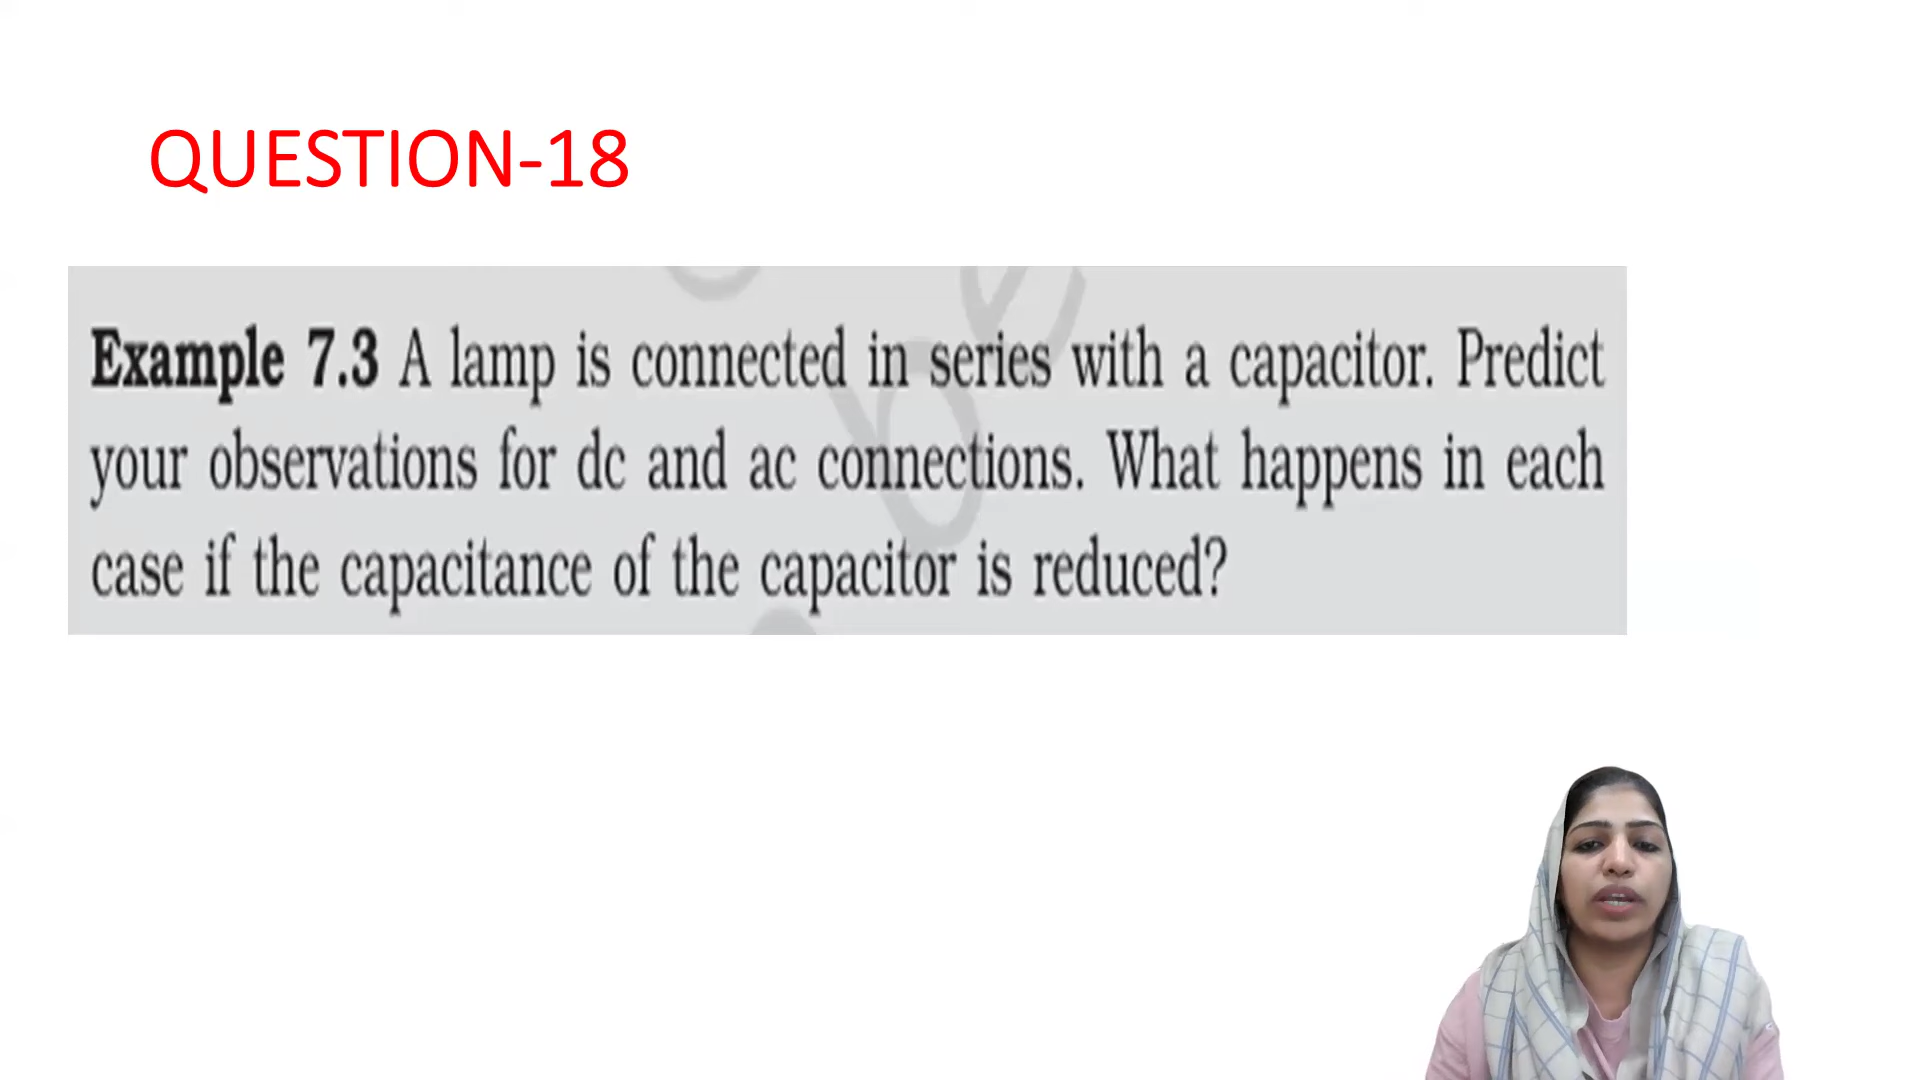 QUESTION-18
Example 7.3 A lamp is connected in series with a capacitor. Predict
your observations for dc and ac connections. What happens in each
case if the capacitance of the capacitor is reduced?